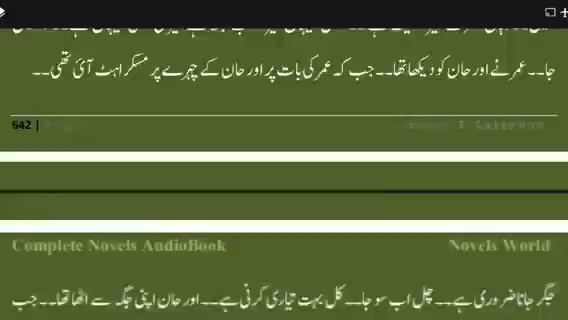 جا۔۔ عمر نے اور حان کو دیکھا تھا۔۔ جب کہ عمر کی بات پر اور حان کے چہرے پر مسکراہٹ آئ تھی۔۔
642 |
Complete Novels AudioBook
Novels World
جگر جانا ضروری ہے۔۔ چل اب سو جا۔۔ کل بہت تیاری کرنی ہے۔۔ اور حان اپنی جگہ سے اٹھا تھا۔۔ جب